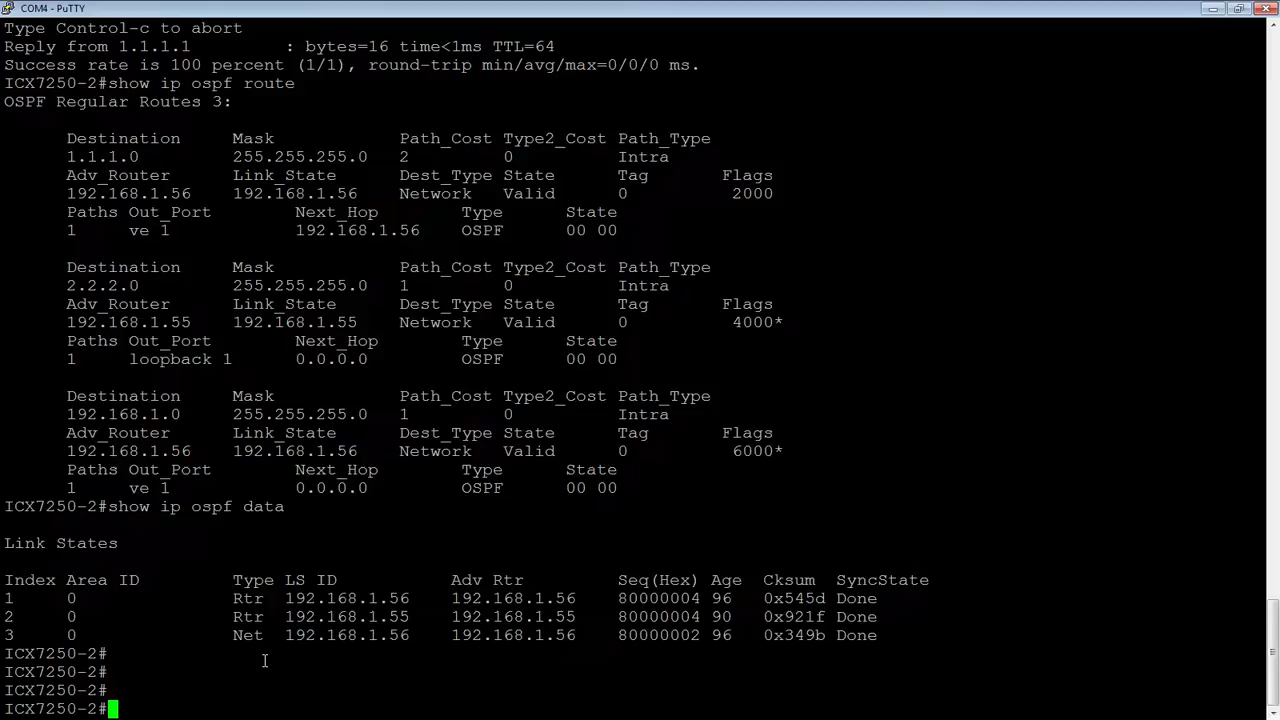 COM4 - PuTTY
Type Control-c to abort
Reply from 1.1.1.1         : bytes=16 time<1ms TTL=64
Success rate is 100 percent (1/1), round-trip min/avg/max=0/0/0 ms.
ICX7250-2#show ip ospf route
OSPF Regular Routes 3:
Destination     Mask            Path_Cost Type2_Cost Path_Type
1.1.1.0         255.255.255.0   2         0          Intra
Adv_Router      Link_State      Dest_Type State      Tag       Flags
192.168.1.56    192.168.1.56    Network   Valid      0          2000
Paths Out_Port        Next_Hop        Type      State
1     ve 1            192.168.1.56    OSPF      00 00
Destination     Mask            Path_Cost Type2_Cost Path_Type
2.2.2.0         255.255.255.0   1         0          Intra
Adv_Router      Link_State      Dest_Type State      Tag       Flags
192.168.1.55    192.168.1.55    Network   Valid      0          4000*
Paths Out_Port        Next_Hop        Type      State
1     loopback 1      0.0.0.0         OSPF      00 00
Destination     Mask            Path_Cost Type2_Cost Path_Type
192.168.1.0     255.255.255.0   1         0          Intra
Adv_Router      Link_State      Dest_Type State      Tag       Flags
192.168.1.56    192.168.1.56    Network   Valid      0          6000*
Paths Out_Port        Next_Hop        Type      State
1     ve 1            0.0.0.0         OSPF      00 00
ICX7250-2#show ip ospf data
Link States
Index Area ID         Type LS ID           Adv Rtr         Seq(Hex) Age  Cksum  SyncState
1     0               Rtr  192.168.1.56    192.168.1.56    80000004 96   0x545d Done
2     0               Rtr  192.168.1.55    192.168.1.55    80000004 90   0x921f Done
3     0               Net  192.168.1.56    192.168.1.56    80000002 96   0x349b Done
ICX7250-2#
ICX7250-2#
ICX7250-2#
ICX7250-2#